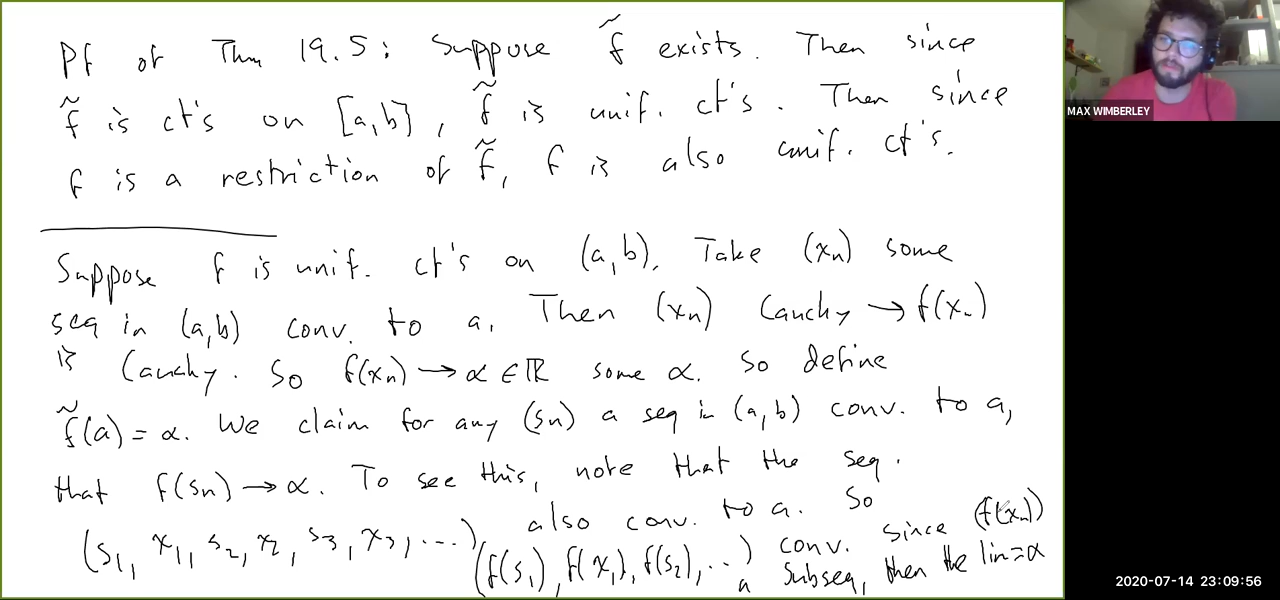 Pf of Thm 19.5: Suppose f̃ exists. Then since
f̃ is ct's on [a,b], f̃ is unif. ct's. Then since
f is a restriction of f̃, f is also unif. ct's.
Suppose f is unif. ct's on (a,b). Take (xn) some
seq in (a,b) conv. to a. Then (xn) Cauchy → f(xn)
is Cauchy. So f(xn) → α ∈ ℝ some α. So define
f̃(a) = α. We claim for any (sn) a seq in (a,b) conv. to a,
that f(sn) → α. To see this, note that the seq.
(s1, x1, s2, x2, s3, x3, ...) also conv. to a. So
(f(s1), f(x1), f(s2), ...) conv. since (f(xn))
a subseq, then the lim = α
MAX WIMBERLEY
2020-07-14 23:09:56